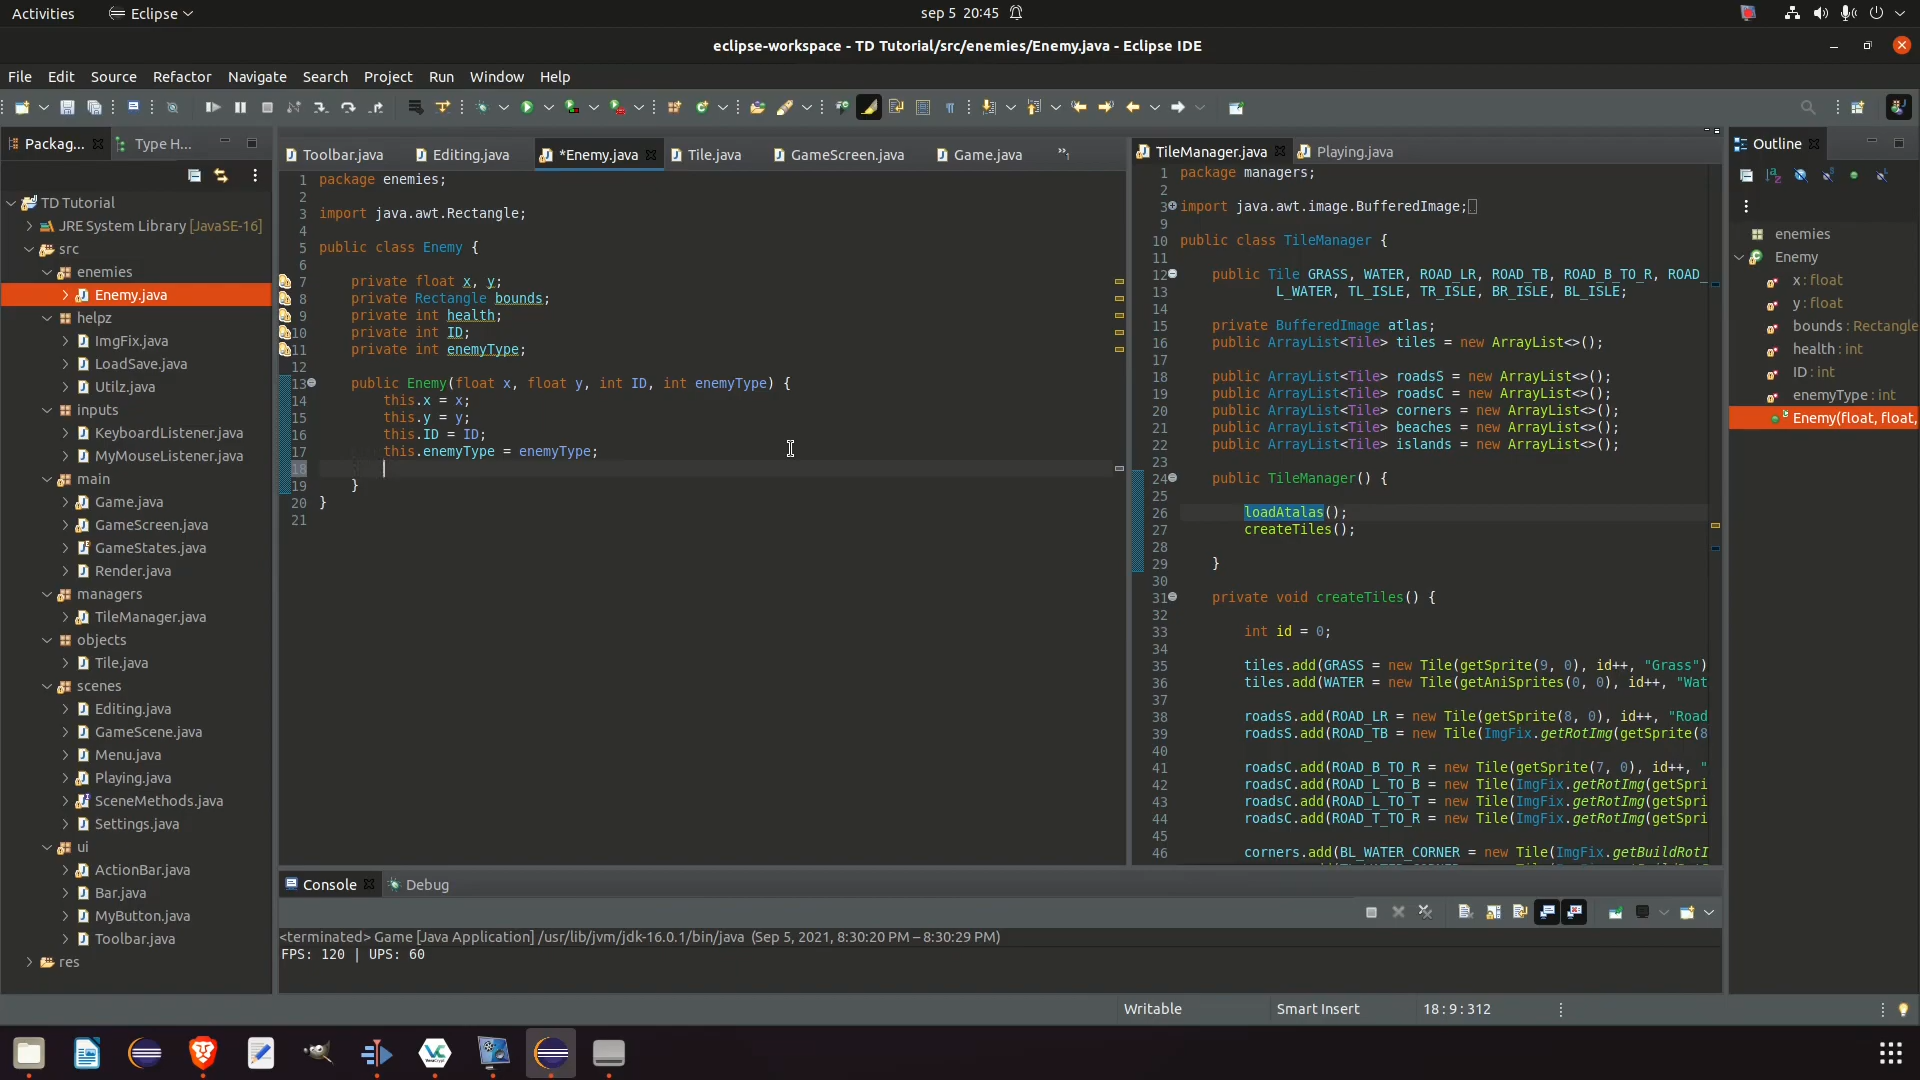 Activities
Eclipse
sep 5 20:45
eclipse-workspace - TD Tutorial/src/enemies/Enemy.java - Eclipse IDE
File Edit Source Refactor Navigate Search Project Run Window Help
Packag...
Type H...
TD Tutorial
JRE System Library [JavaSE-16]
src
enemies
Enemy.java
helpz
ImgFix.java
LoadSave.java
Utilz.java
inputs
KeyboardListener.java
MyMouseListener.java
main
Game.java
GameScreen.java
GameStates.java
Render.java
managers
TileManager.java
objects
Tile.java
scenes
Editing.java
GameScene.java
Menu.java
Playing.java
SceneMethods.java
Settings.java
ui
ActionBar.java
Bar.java
MyButton.java
Toolbar.java
res
Toolbar.java
Editing.java
*Enemy.java
Tile.java
GameScreen.java
Game.java
»1
1 package enemies;
2
3 import java.awt.Rectangle;
4
5 public class Enemy {
6
7 private float x, y;
8 private Rectangle bounds;
9 private int health;
10 private int ID;
11 private int enemyType;
12
13 public Enemy(float x, float y, int ID, int enemyType) {
14 this.x = x;
15 this.y = y;
16 this.ID = ID;
17 this.enemyType = enemyType;
18
19 }
20 }
21
TileManager.java
Playing.java
1 package managers;
2
3 import java.awt.image.BufferedImage;
9
10 public class TileManager {
11
12 public Tile GRASS, WATER, ROAD_LR, ROAD_TB, ROAD_B_TO_R, ROAD_
13 L_WATER, TL_ISLE, TR_ISLE, BR_ISLE, BL_ISLE;
14
15 private BufferedImage atlas;
16 public ArrayList<Tile> tiles = new ArrayList<>();
17
18 public ArrayList<Tile> roadsS = new ArrayList<>();
19 public ArrayList<Tile> roadsC = new ArrayList<>();
20 public ArrayList<Tile> corners = new ArrayList<>();
21 public ArrayList<Tile> beaches = new ArrayList<>();
22 public ArrayList<Tile> islands = new ArrayList<>();
23
24 public TileManager() {
25
26 loadAtalas();
27 createTiles();
28
29 }
30
31 private void createTiles() {
32
33 int id = 0;
34
35 tiles.add(GRASS = new Tile(getSprite(9, 0), id++, "Grass")
36 tiles.add(WATER = new Tile(getAniSprites(0, 0), id++, "Wat
37
38 roadsS.add(ROAD_LR = new Tile(getSprite(8, 0), id++, "Road
39 roadsS.add(ROAD_TB = new Tile(ImgFix.getRotImg(getSprite(8
40
41 roadsC.add(ROAD_B_TO_R = new Tile(getSprite(7, 0), id++, "
42 roadsC.add(ROAD_L_TO_B = new Tile(ImgFix.getRotImg(getSpri
43 roadsC.add(ROAD_L_TO_T = new Tile(ImgFix.getRotImg(getSpri
44 roadsC.add(ROAD_T_TO_R = new Tile(ImgFix.getRotImg(getSpri
45
46 corners.add(BL_WATER_CORNER = new Tile(ImgFix.getBuildRotI
Outline
enemies
Enemy
x : float
y : float
bounds : Rectangle
health : int
ID : int
enemyType : int
Enemy(float, float,
Console
Debug
<terminated> Game [Java Application] /usr/lib/jvm/jdk-16.0.1/bin/java (Sep 5, 2021, 8:30:20 PM – 8:30:29 PM)
FPS: 120 | UPS: 60
Writable
Smart Insert
18 : 9 : 312